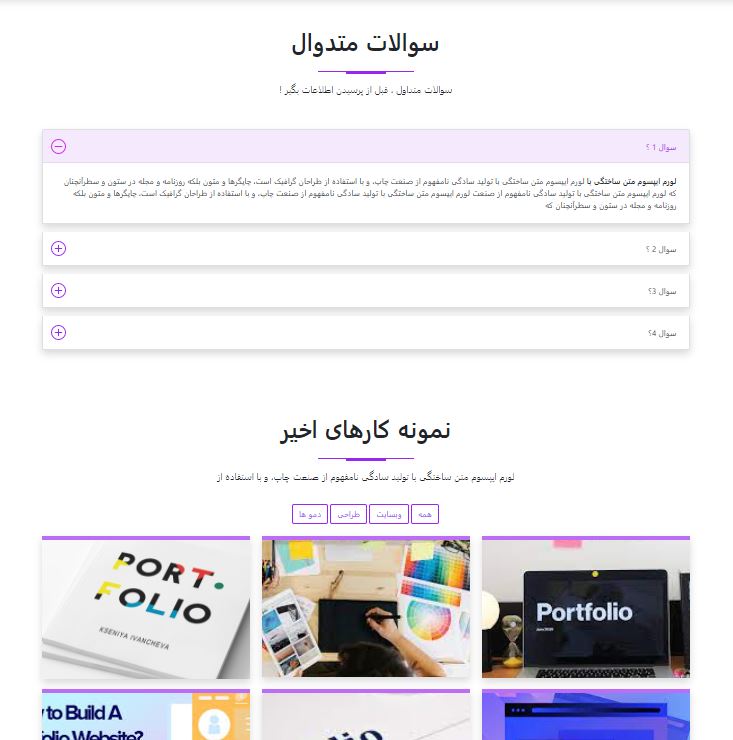 سوالات متدوال
سوالات متداول ، قبل از پرسیدن اطلاعات بگیر !
سوال 1 ؟
لورم ایپسوم متن ساختگی با لورم ایپسوم متن ساختگی با تولید سادگی نامفهوم از صنعت چاپ، و با استفاده از طراحان گرافیک است، چاپگرها و متون بلکه روزنامه و مجله در ستون و سطرآنچنان
که لورم ایپسوم متن ساختگی با تولید سادگی نامفهوم از صنعت لورم ایپسوم متن ساختگی با تولید سادگی نامفهوم از صنعت چاپ، و با استفاده از طراحان گرافیک است، چاپگرها و متون بلکه
روزنامه و مجله در ستون و سطرآنچنان که
سوال 2 ؟
سوال 3؟
سوال 4؟
نمونه کارهای اخیر
لورم ایپسوم متن ساختگی با تولید سادگی نامفهوم از صنعت چاپ، و با استفاده از
همه
وبسایت
طراحی
دمو ها
Portfolio
PORT
FOLIO
KSENIYA IVANCHEVA
to Build A
folio Website?